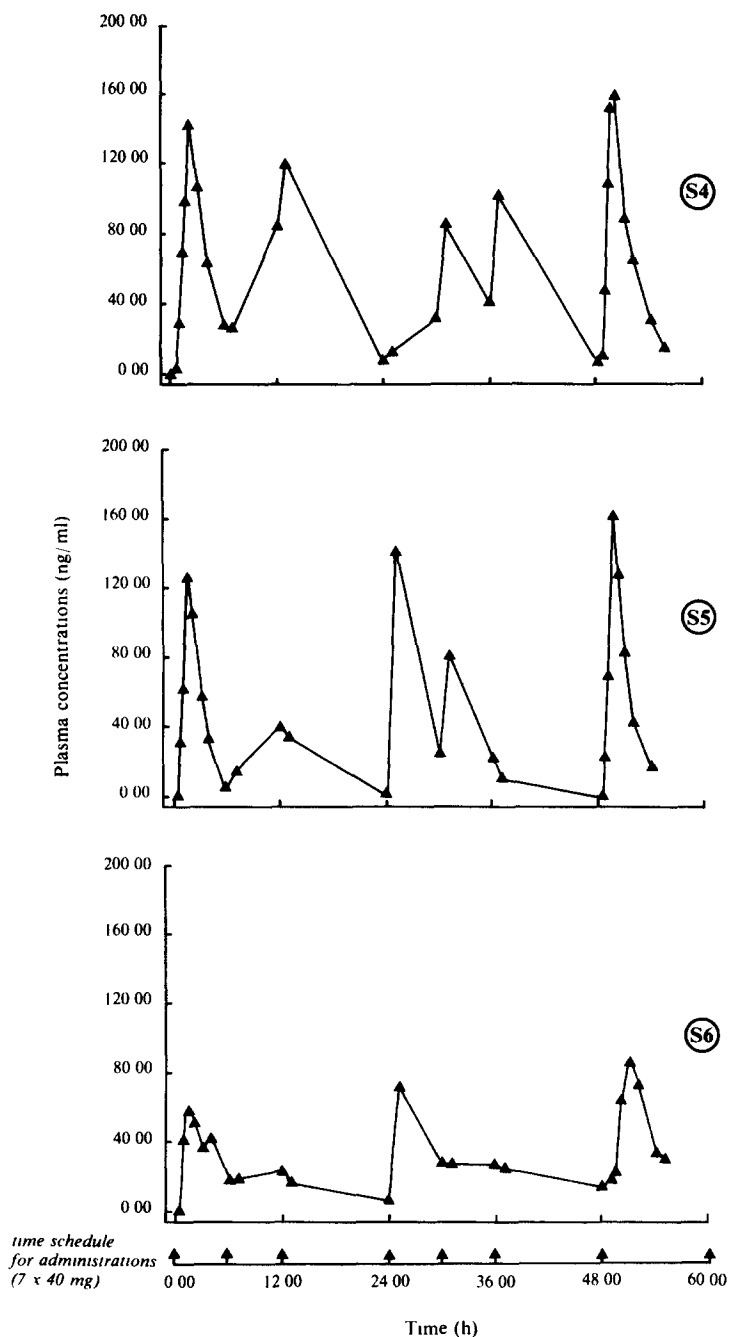 200 00
160 00
120 00
80 00
40 00
0 00
S4
200 00
160 00
120 00
80 00
40 00
0 00
S5
Plasma concentrations (ng/ml)
200 00
160 00
120 00
80 00
40 00
0 00
S6
time schedule
for administrations
(7 x 40 mg)
0 00 12 00 24 00 36 00 48 00 60 00
Time (h)